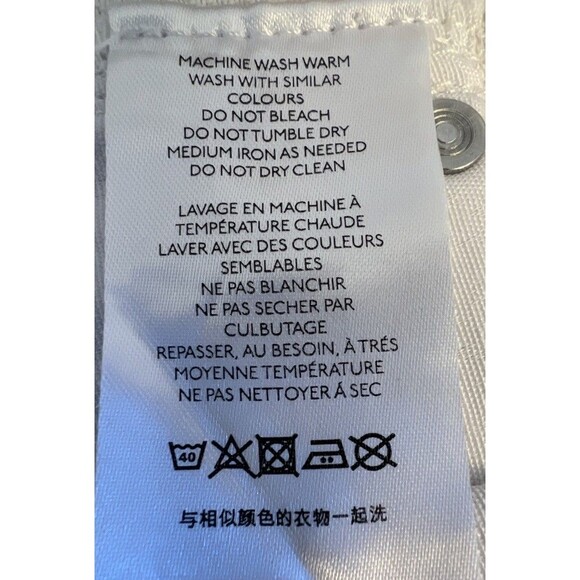 MACHINE WASH WARM
WASH WITH SIMILAR
COLOURS
DO NOT BLEACH
DO NOT TUMBLE DRY
MEDIUM IRON AS NEEDED
DO NOT DRY CLEAN
LAVAGE EN MACHINE À
TEMPÉRATURE CHAUDE
LAVER AVEC DES COULEURS
SEMBLABLES
NE PAS BLANCHIR
NE PAS SECHER PAR
CULBUTAGE
REPASSER, AU BESOIN, À TRÉS
MOYENNE TEMPÉRATURE
NE PAS NETTOYER Á SEC
40
与相似颜色的衣物一起洗